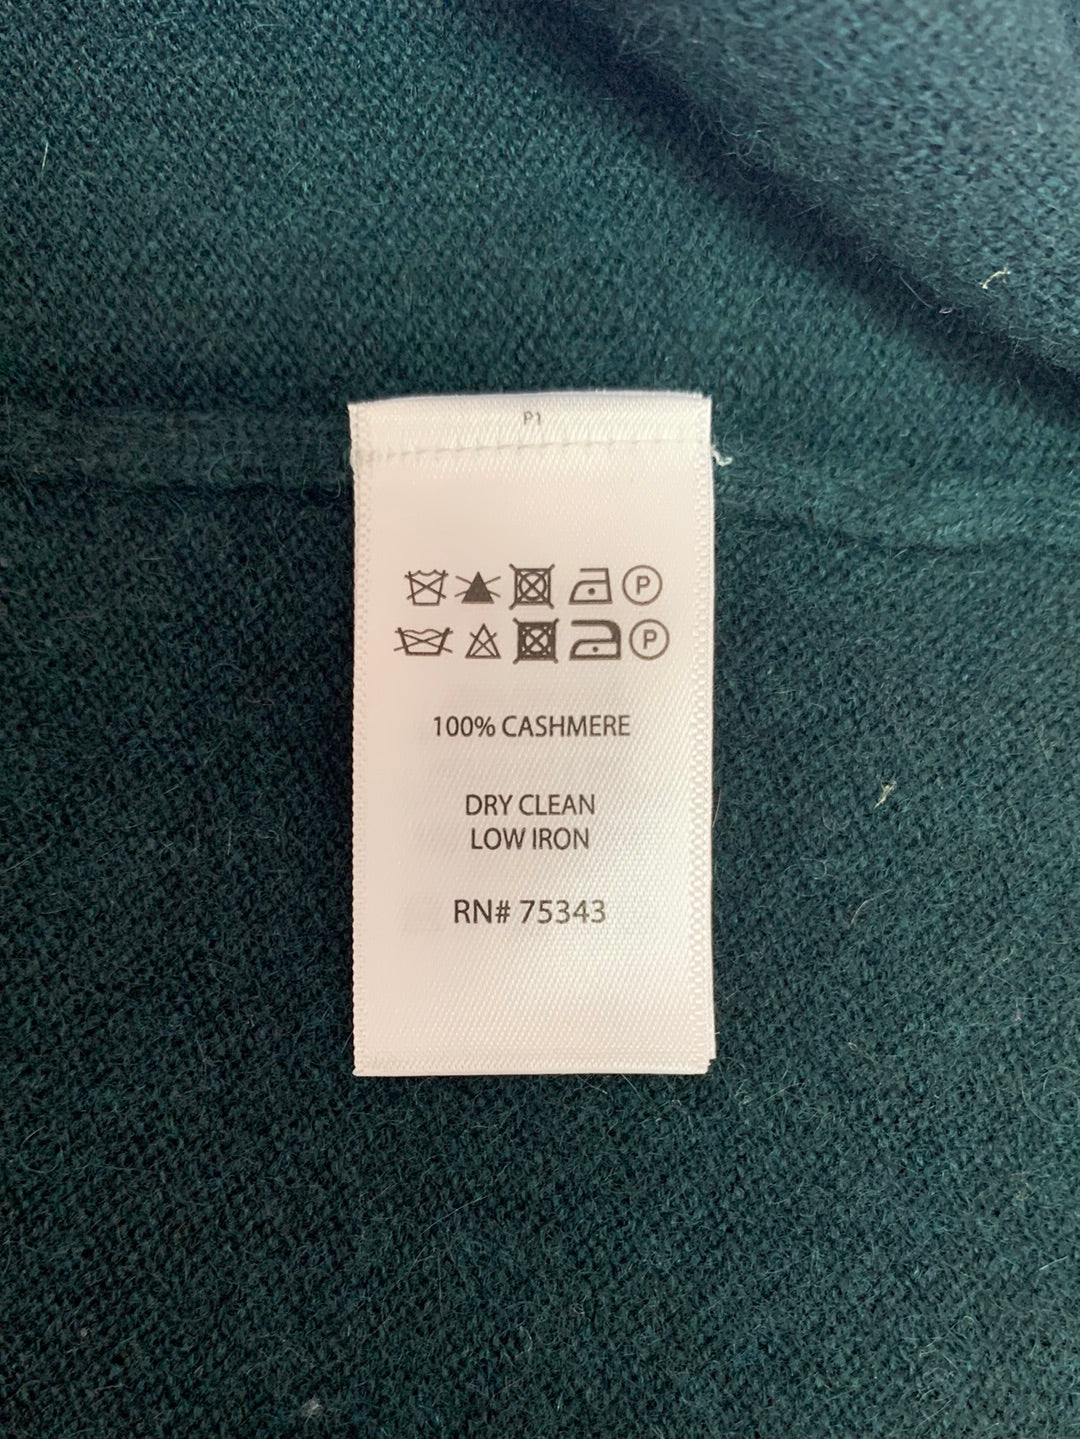 P1
P
P
100% CASHMERE
DRY CLEAN
LOW IRON
RN# 75343